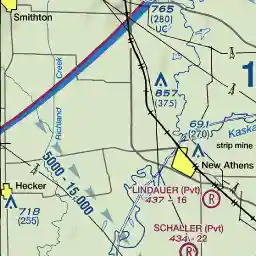 Smithton
765
(280)
UC
1
857
(375)
Richland
Creek
691
(270)
Kaska
strip mine
New Athens
5000 - 15,000
Hecker
718
(255)
LINDAUER (Pvt)
437 - 16
R
SCHALLER (Pvt)
434 - 22
R